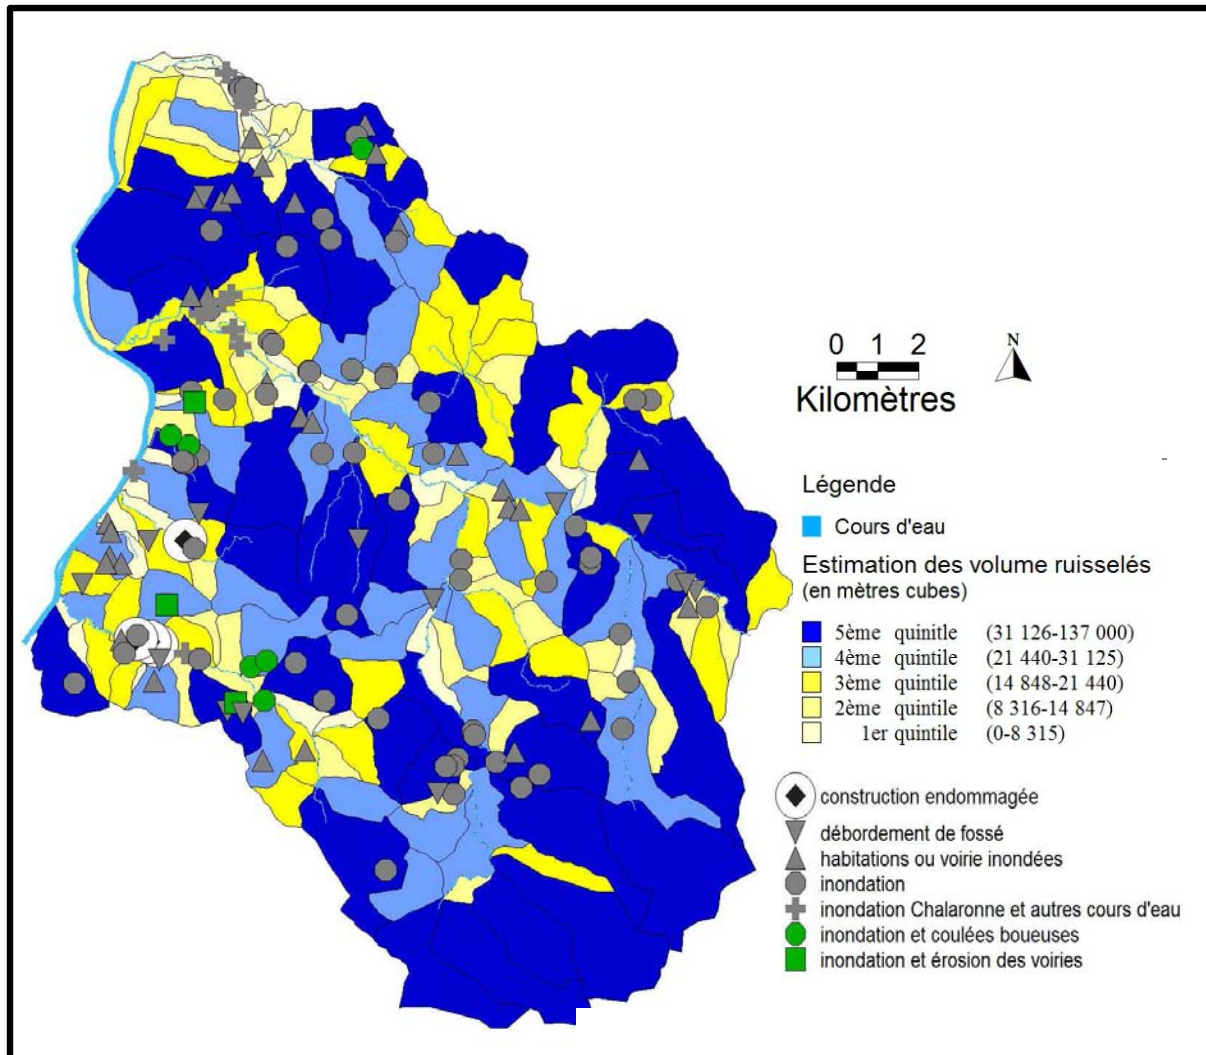 N
0 1 2
Kilomètres
Légende
Cours d'eau
Estimation des volume ruisselés
(en mètres cubes)
5ème quinitle (31 126-137 000)
4ème quintile (21 440-31 125)
3ème quintile (14 848-21 440)
2ème quintile (8 316-14 847)
1er quintile (0-8 315)
construction endommagée
débordement de fossé
habitations ou voirie inondées
inondation
inondation Chalaronne et autres cours d'eau
inondation et coulées boueuses
inondation et érosion des voiries